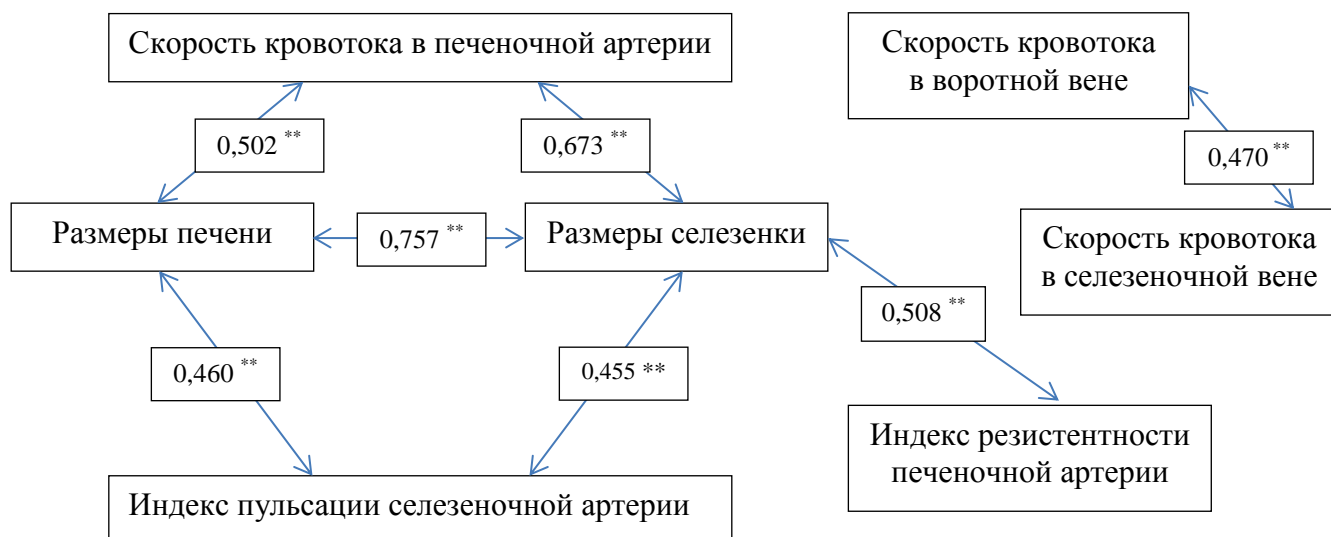 Скорость кровотока в печеночной артерии
Скорость кровотока
в воротной вене
0,502 **
0,673 **
0,470 **
Размеры печени
0,757 **
Размеры селезенки
Скорость кровотока
в селезеночной вене
0,508 **
0,460 **
0,455 **
Индекс резистентности
печеночной артерии
Индекс пульсации селезеночной артерии